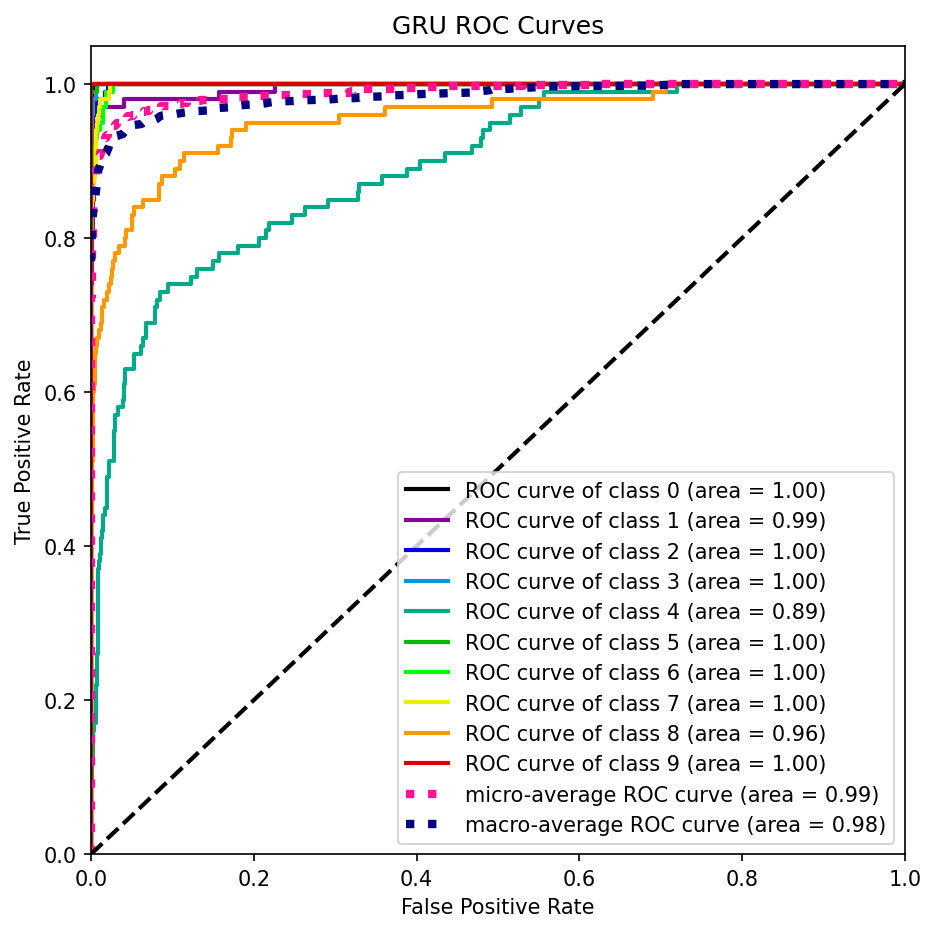 GRU ROC Curves
True Positive Rate
1.0
0.8
0.6
0.4
0.2
0.0
ROC curve of class 0 (area = 1.00)
ROC curve of class 1 (area = 0.99)
ROC curve of class 2 (area = 1.00)
ROC curve of class 3 (area = 1.00)
ROC curve of class 4 (area = 0.89)
ROC curve of class 5 (area = 1.00)
ROC curve of class 6 (area = 1.00)
ROC curve of class 7 (area = 1.00)
ROC curve of class 8 (area = 0.96)
ROC curve of class 9 (area = 1.00)
micro-average ROC curve (area = 0.99)
macro-average ROC curve (area = 0.98)
0.0 0.2 0.4 0.6 0.8 1.0
False Positive Rate